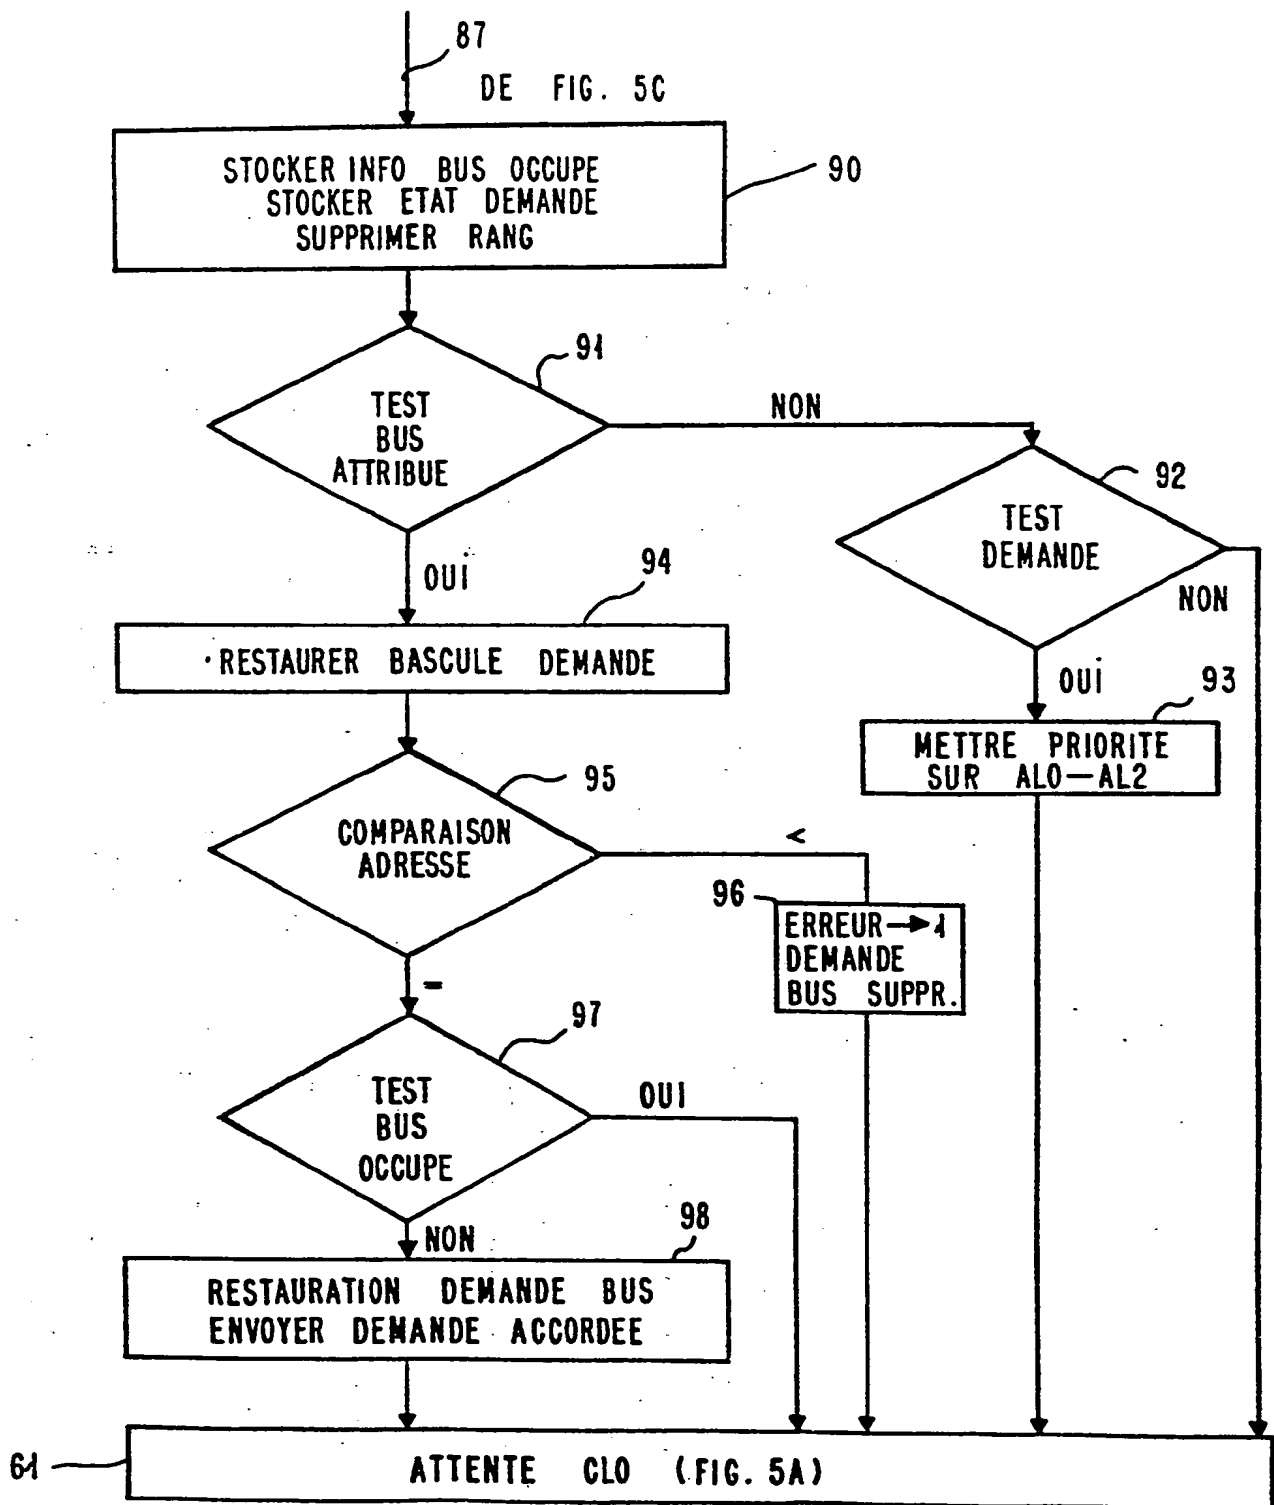 87
DE FIG. 5C
STOCKER INFO BUS OCCUPE
STOCKER ETAT DEMANDE
SUPPRIMER RANG
90
91
TEST
BUS
ATTRIBUE
NON
92
TEST
DEMANDE
NON
OUI
94
OUI
93
RESTAURER BASCULE DEMANDE
METTRE PRIORITE
SUR AL0—AL2
95
COMPARAISON
ADRESSE
<
96
ERREUR→1
DEMANDE
BUS SUPPR.
=
97
TEST
BUS
OCCUPE
OUI
NON
98
RESTAURATION DEMANDE BUS
ENVOYER DEMANDE ACCORDEE
61
ATTENTE CLO (FIG. 5A)